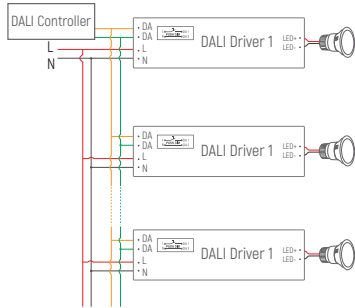 DALI Controller
L
N
DA
DA
L
N
DALI Driver 1
LED+
LED-
DA
DA
L
N
DALI Driver 1
LED+
LED-
DA
DA
L
N
DALI Driver 1
LED+
LED-